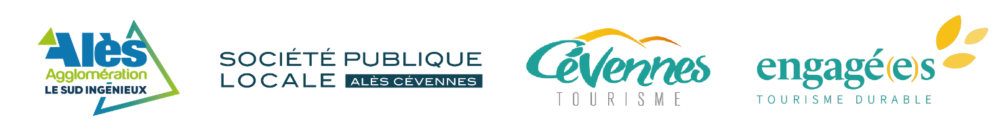 Alès
Agglomération
LE SUD INGÉNIEUX
SOCIÉTÉ PUBLIQUE
LOCALE ALÈS CÉVENNES
Cévennes
TOURISME
engagé(e)s
TOURISME DURABLE